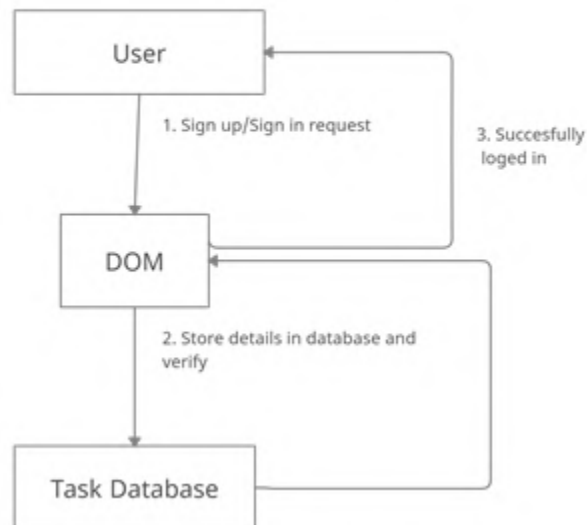 User
1. Sign up/Sign in request
3. Succesfully
loged in
DOM
2. Store details in database and
verify
Task Database